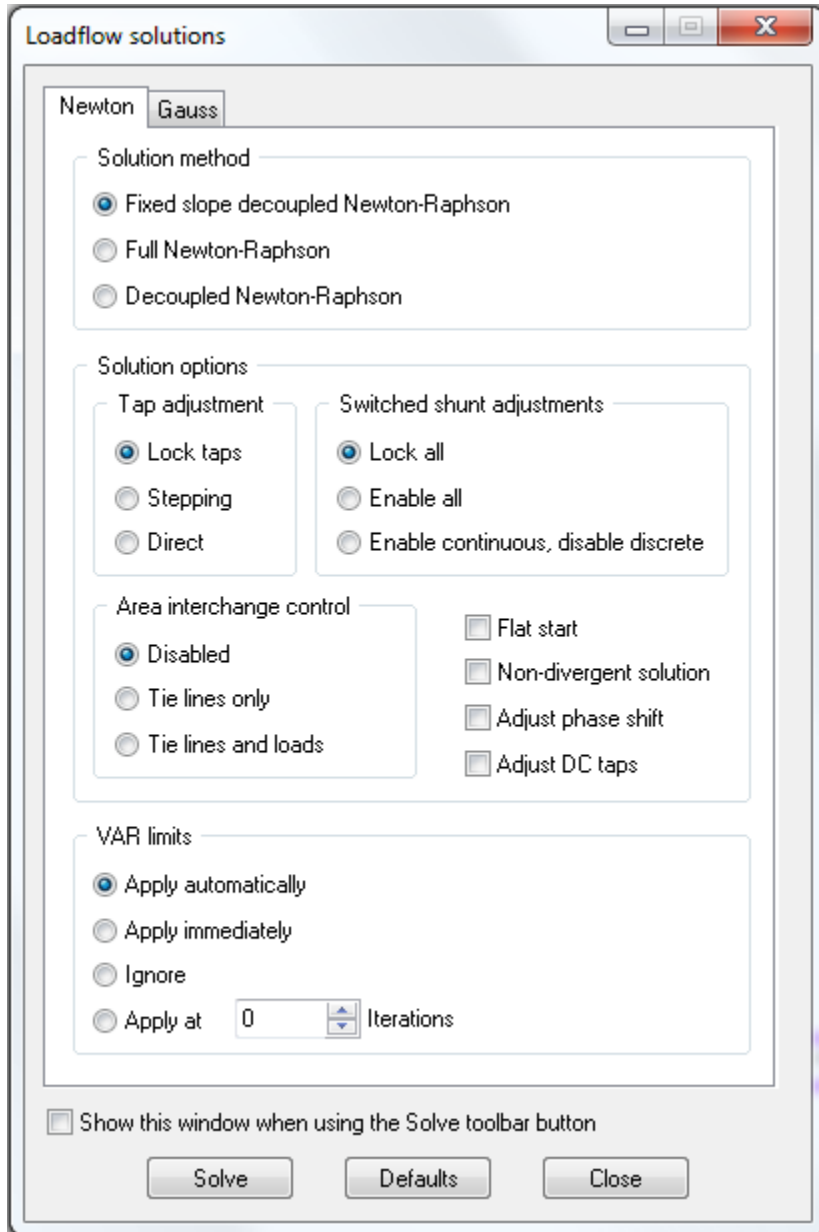 Loadflow solutions
Newton
Gauss
Solution method
Fixed slope decoupled Newton-Raphson
Full Newton-Raphson
Decoupled Newton-Raphson
Solution options
Tap adjustment
Lock taps
Stepping
Direct
Switched shunt adjustments
Lock all
Enable all
Enable continuous, disable discrete
Area interchange control
Disabled
Tie lines only
Tie lines and loads
Flat start
Non-divergent solution
Adjust phase shift
Adjust DC taps
VAR limits
Apply automatically
Apply immediately
Ignore
Apply at 0 Iterations
Show this window when using the Solve toolbar button
Solve
Defaults
Close